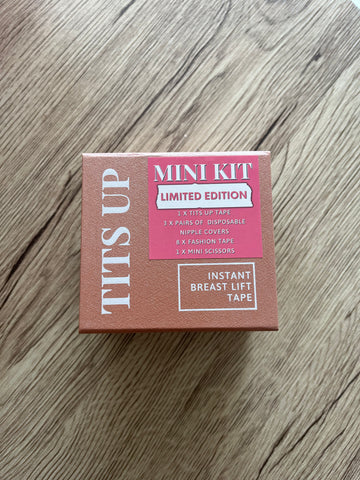 TITS UP
MINI KIT
LIMITED EDITION
1 X TITS UP TAPE
3 X PAIRS OF DISPOSABLE
NIPPLE COVERS
8 X FASHION TAPE
1 X MINI SCISSORS
INSTANT
BREAST LIFT
TAPE